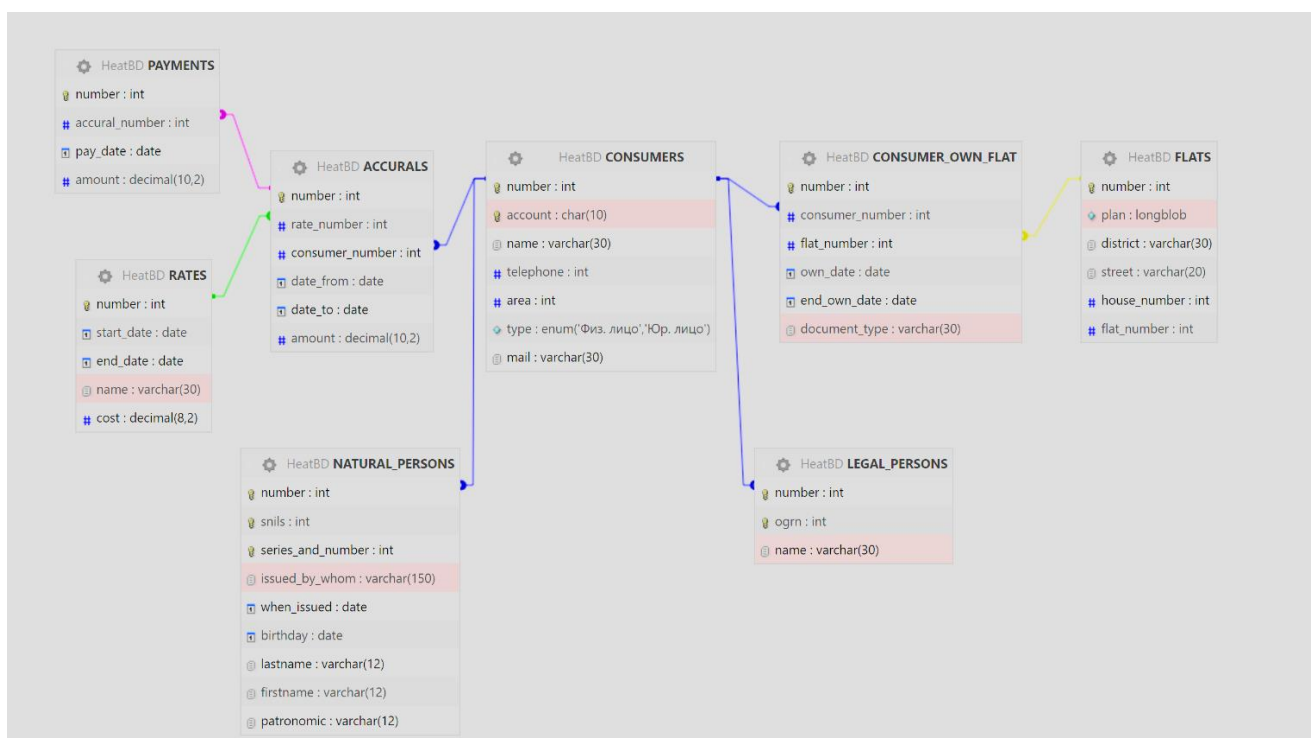 HeatBD PAYMENTS
number : int
accural_number : int
pay_date : date
amount : decimal(10,2)
HeatBD RATES
number : int
start_date : date
end_date : date
name : varchar(30)
cost : decimal(8,2)
HeatBD ACCURALS
number : int
rate_number : int
consumer_number : int
date_from : date
date_to : date
amount : decimal(10,2)
HeatBD CONSUMERS
number : int
account : char(10)
name : varchar(30)
telephone : int
area : int
type : enum('Физ. лицо','Юр. лицо')
mail : varchar(30)
HeatBD CONSUMER_OWN_FLAT
number : int
consumer_number : int
flat_number : int
own_date : date
end_own_date : date
document_type : varchar(30)
HeatBD FLATS
number : int
plan : longblob
district : varchar(30)
street : varchar(20)
house_number : int
flat_number : int
HeatBD NATURAL_PERSONS
number : int
snils : int
series_and_number : int
issued_by_whom : varchar(150)
when_issued : date
birthday : date
lastname : varchar(12)
firstname : varchar(12)
patronomic : varchar(12)
HeatBD LEGAL_PERSONS
number : int
ogrn : int
name : varchar(30)